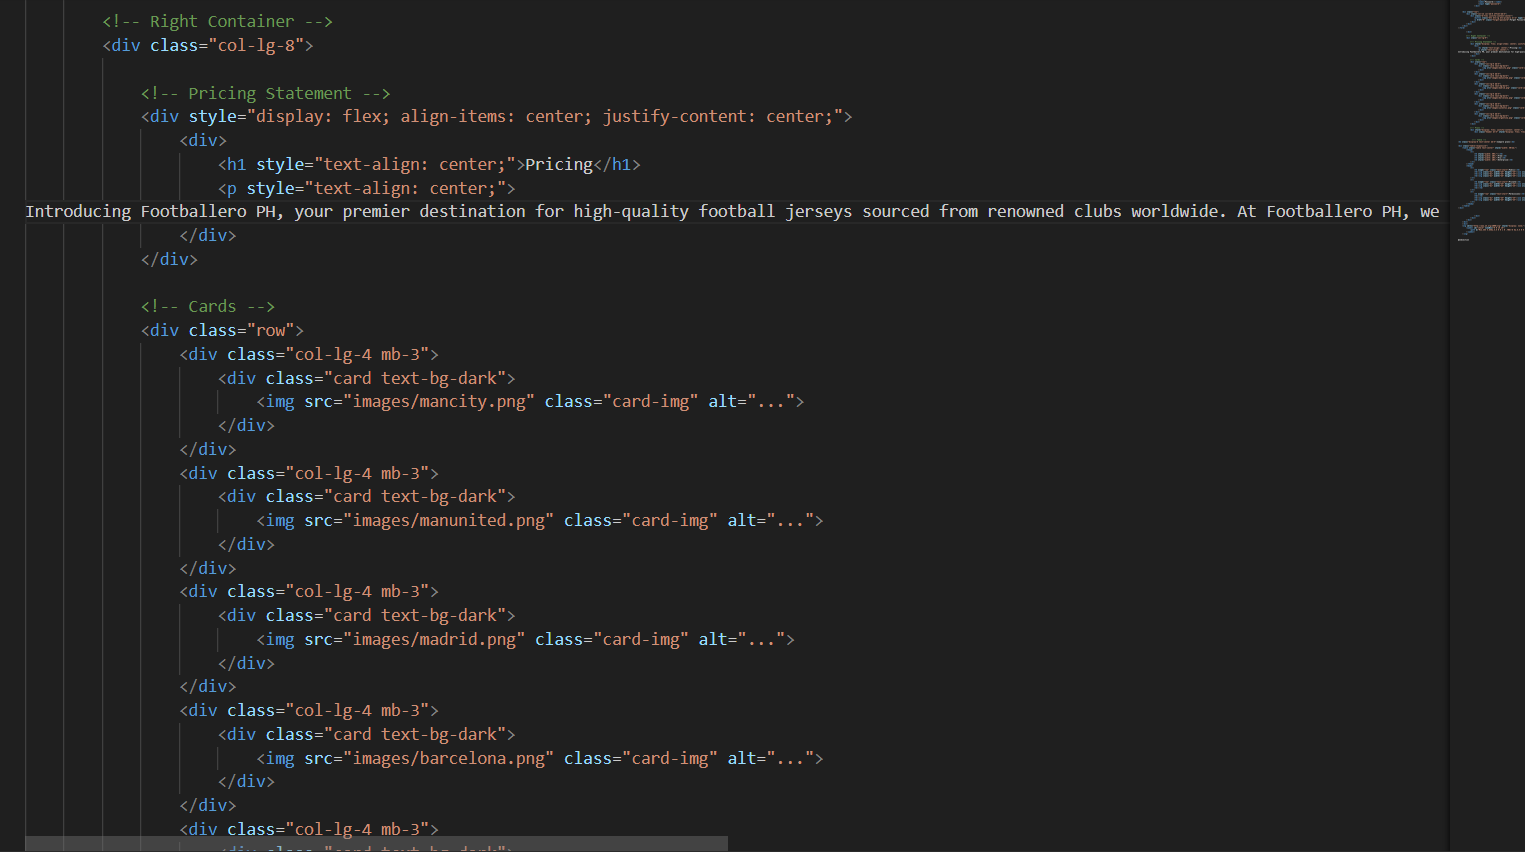 <!-- Right Container -->
<div class="col-lg-8">
<!-- Pricing Statement -->
<div style="display: flex; align-items: center; justify-content: center;">
<div>
<h1 style="text-align: center;">Pricing</h1>
<p style="text-align: center;">
Introducing Footballero PH, your premier destination for high-quality football jerseys sourced from renowned clubs worldwide. At Footballero PH, we
</div>
</div>
<!-- Cards -->
<div class="row">
<div class="col-lg-4 mb-3">
<div class="card text-bg-dark">
<img src="images/mancity.png" class="card-img" alt="...">
</div>
</div>
<div class="col-lg-4 mb-3">
<div class="card text-bg-dark">
<img src="images/manunited.png" class="card-img" alt="...">
</div>
</div>
<div class="col-lg-4 mb-3">
<div class="card text-bg-dark">
<img src="images/madrid.png" class="card-img" alt="...">
</div>
</div>
<div class="col-lg-4 mb-3">
<div class="card text-bg-dark">
<img src="images/barcelona.png" class="card-img" alt="...">
</div>
</div>
<div class="col-lg-4 mb-3">